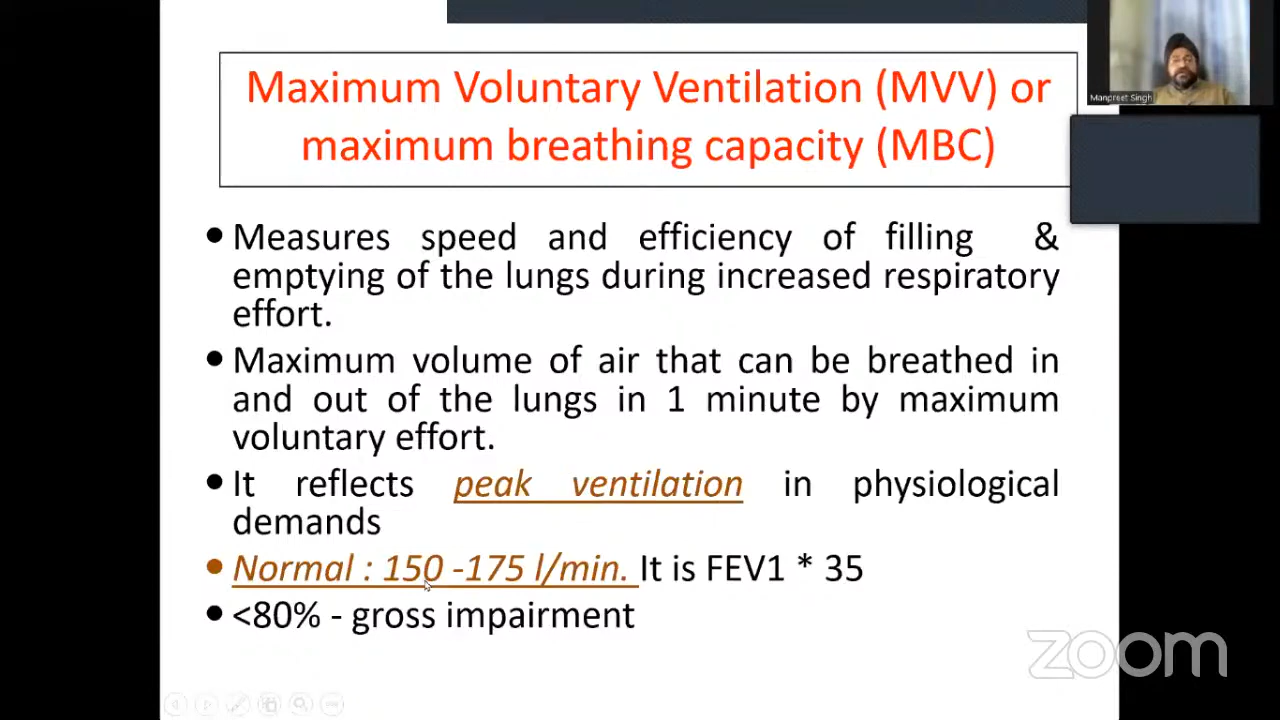 Maximum Voluntary Ventilation (MVV) or
maximum breathing capacity (MBC)
Manpreet Singh
• Measures speed and efficiency of filling &
emptying of the lungs during increased respiratory
effort.
• Maximum volume of air that can be breathed in
and out of the lungs in 1 minute by maximum
voluntary effort.
• It reflects peak ventilation in physiological
demands
• Normal : 150 -175 l/min. It is FEV1 * 35
• <80% - gross impairment
zoom